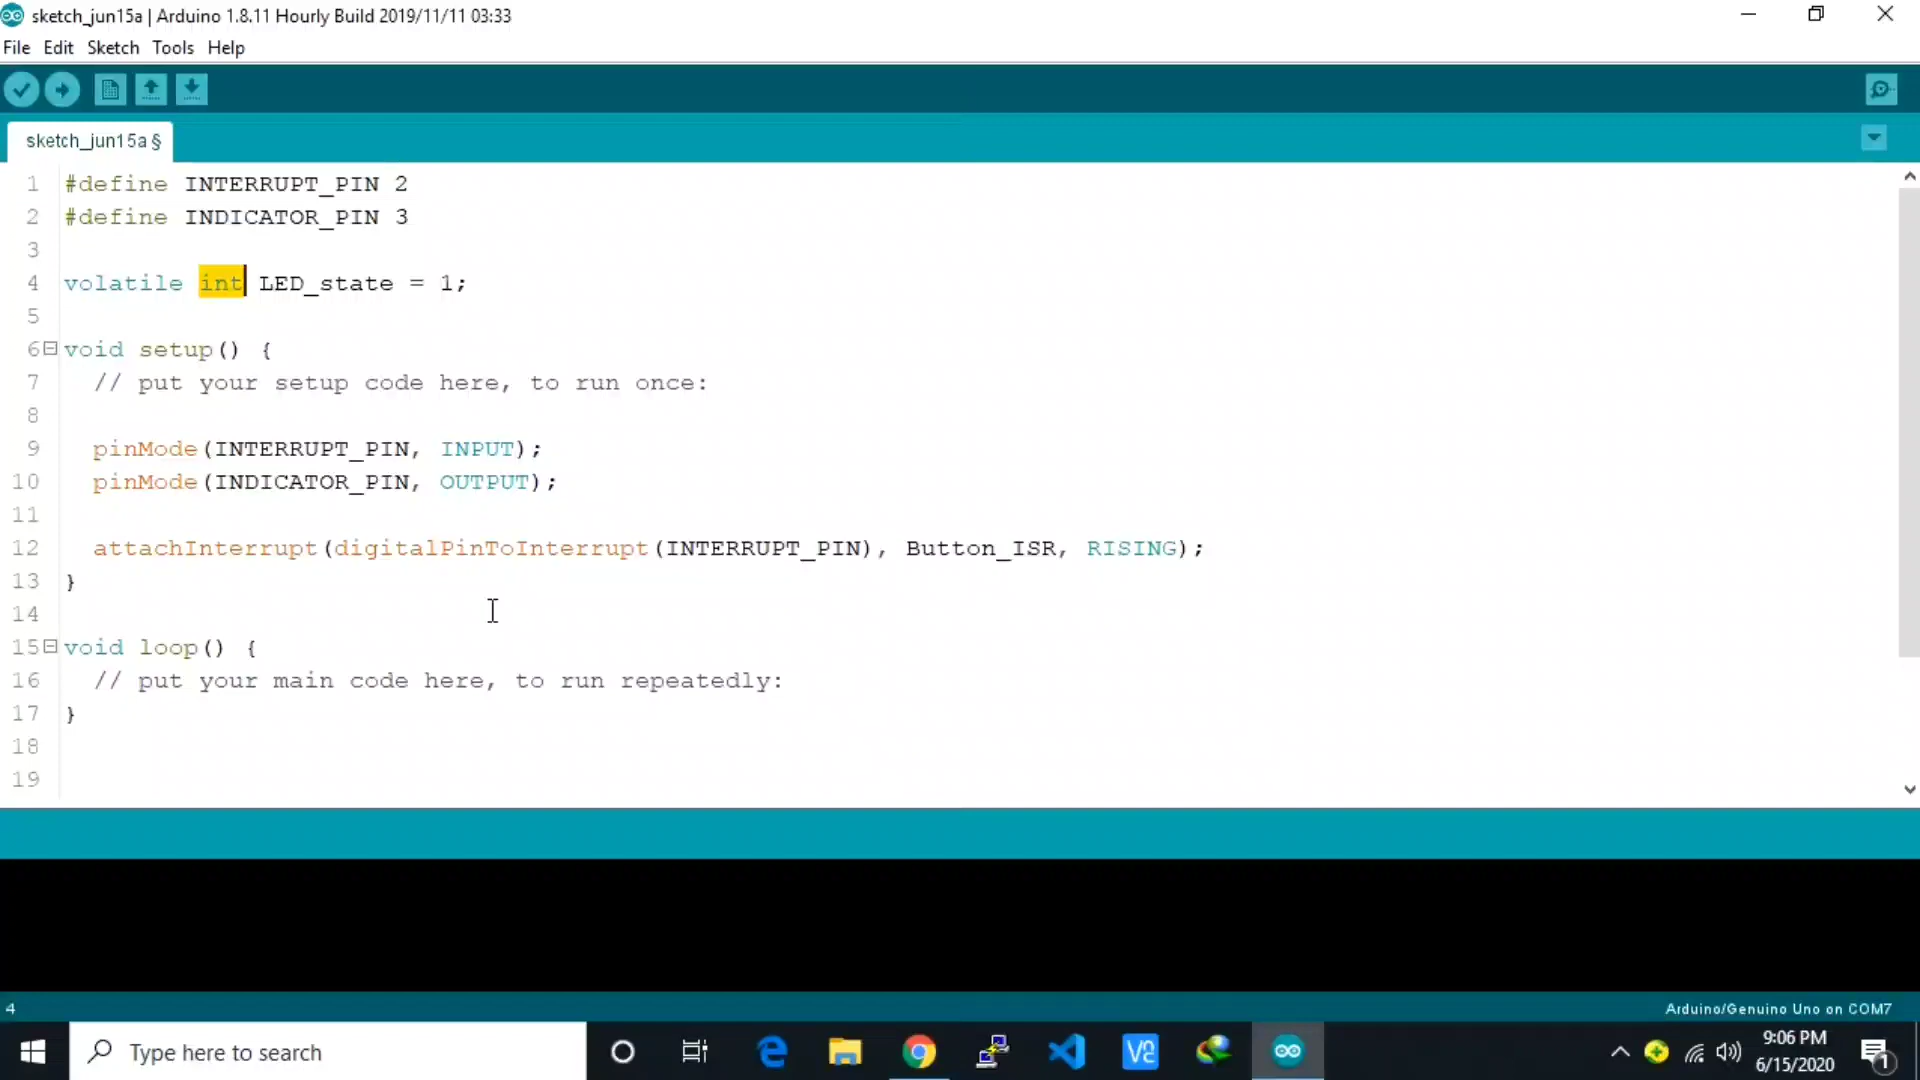 sketch_jun15a | Arduino 1.8.11 Hourly Build 2019/11/11 03:33
File Edit Sketch Tools Help
sketch_jun15a §
1 #define INTERRUPT_PIN 2
2 #define INDICATOR_PIN 3
3
4 volatile int LED_state = 1;
5
6 void setup() {
7 // put your setup code here, to run once:
8
9 pinMode(INTERRUPT_PIN, INPUT);
10 pinMode(INDICATOR_PIN, OUTPUT);
11
12 attachInterrupt(digitalPinToInterrupt(INTERRUPT_PIN), Button_ISR, RISING);
13 }
14
15 void loop() {
16 // put your main code here, to run repeatedly:
17 }
18
19
4 Arduino/Genuino Uno on COM7
Type here to search
9:06 PM
6/15/2020
1